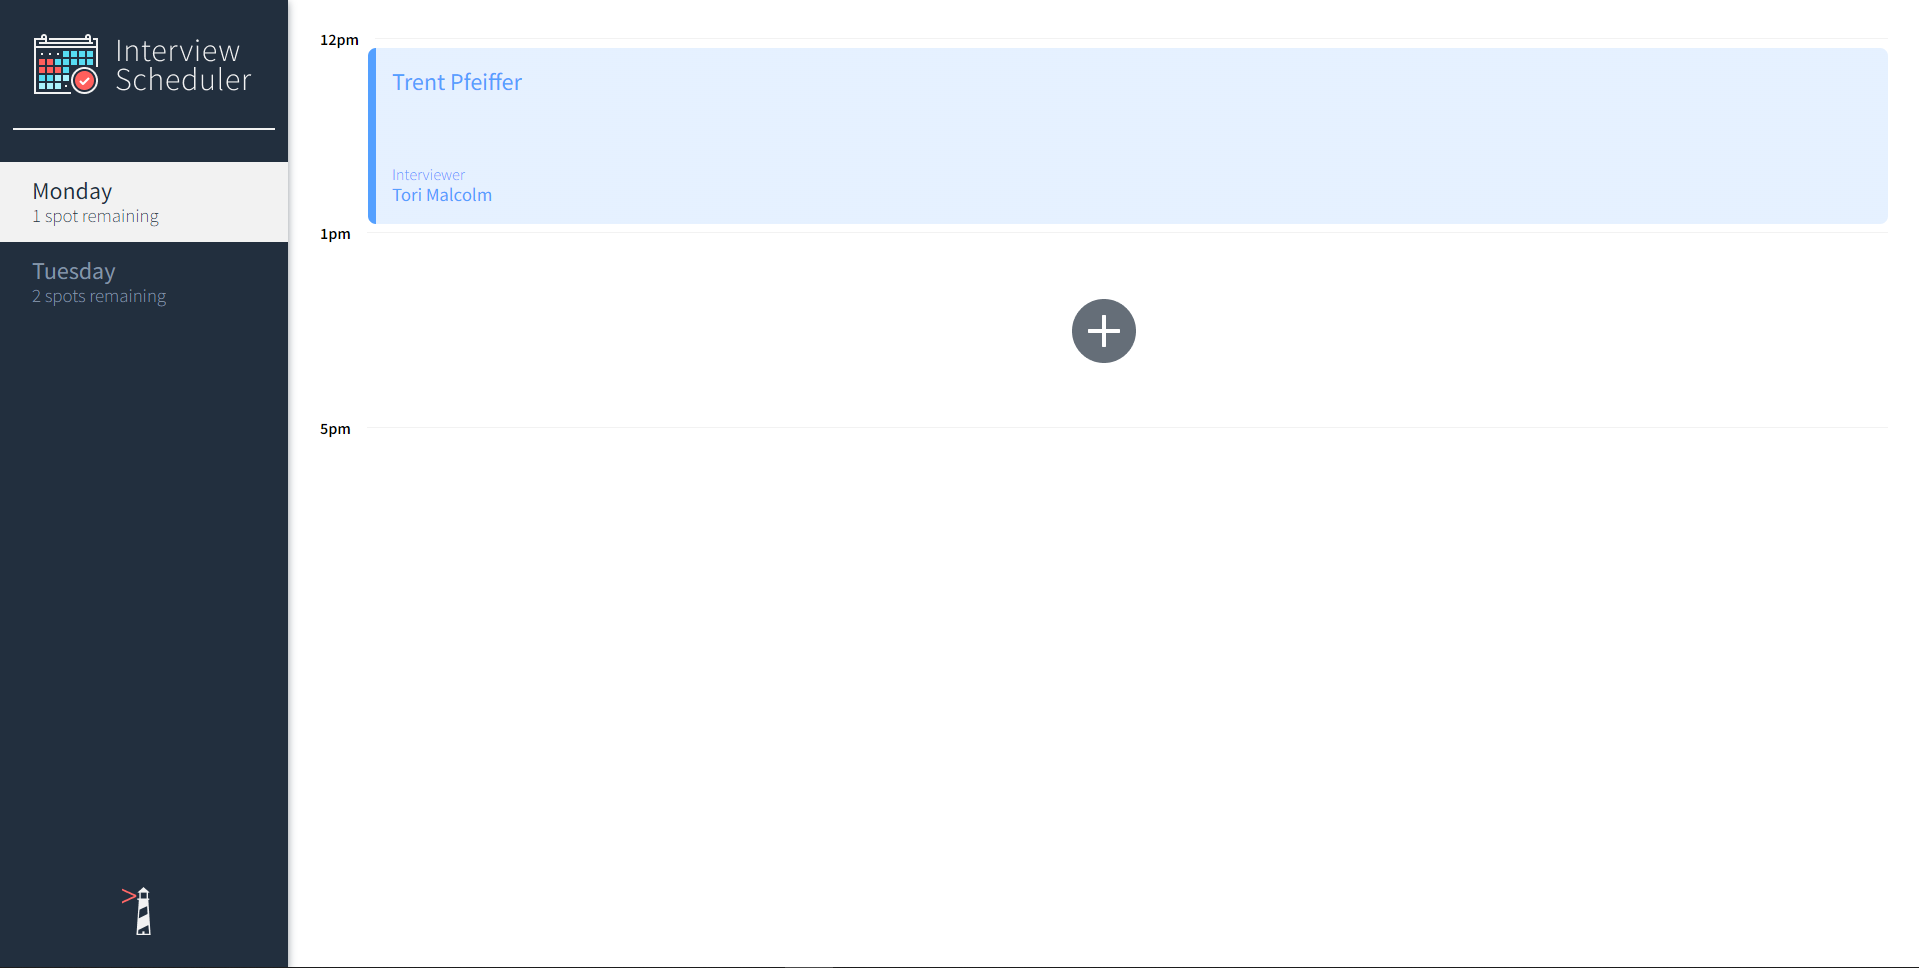 Interview
Scheduler
Monday
1 spot remaining
Tuesday
2 spots remaining
12pm
Trent Pfeiffer
Interviewer
Tori Malcolm
1pm
5pm